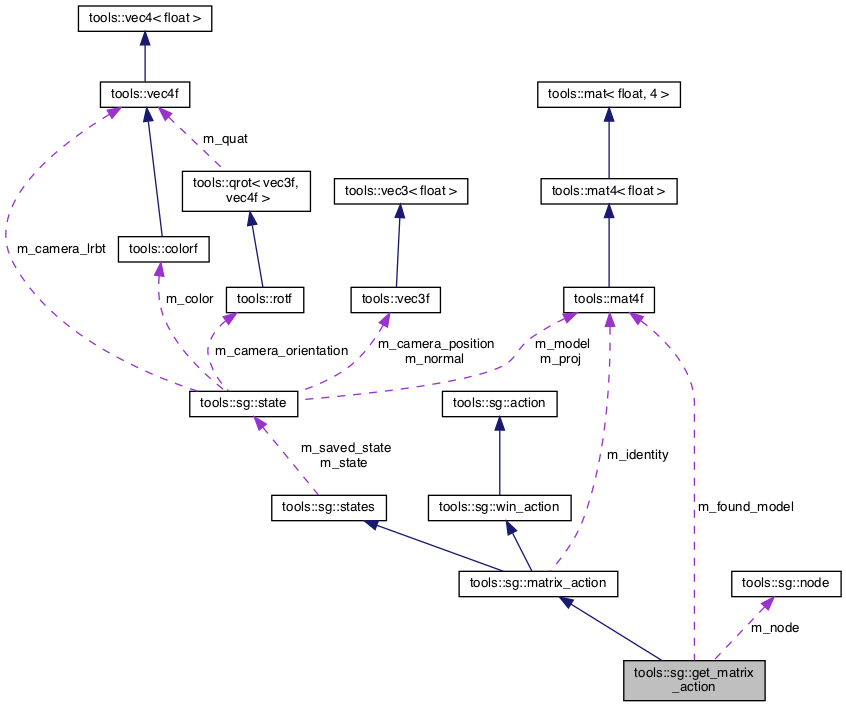 tools::vec4< float >
tools::vec4f
tools::mat< float, 4 >
m_quat
tools::qrot< vec3f,
vec4f >
tools::vec3< float >
tools::mat4< float >
m_camera_lrbt
tools::colorf
m_color
tools::rotf
tools::vec3f
tools::mat4f
m_camera_orientation
m_camera_position
m_normal
m_model
m_proj
tools::sg::state
tools::sg::action
m_saved_state
m_state
m_identity
tools::sg::states
tools::sg::win_action
m_found_model
tools::sg::matrix_action
tools::sg::node
m_node
tools::sg::get_matrix
_action